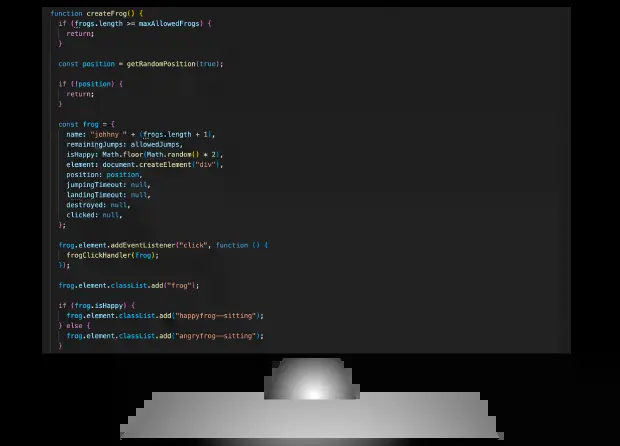 function createFrog() {
if (frogs.length >= maxAllowedFrogs) {
return;
}
const position = getRandomPosition(true);
if (!position) {
return;
}
const frog = {
name: "johhny " + (frogs.length + 1),
remainingJumps: allowedJumps,
isHappy: Math.floor(Math.random() * 2),
element: document.createElement("div"),
position: position,
jumpingTimeout: null,
landingTimeout: null,
destroyed: null,
clicked: null,
};
frog.element.addEventListener("click", function () {
frogClickHandler(frog);
});
frog.element.classList.add("frog");
if (frog.isHappy) {
frog.element.classList.add("happyfrog--sitting");
} else {
frog.element.classList.add("angryfrog--sitting");
}